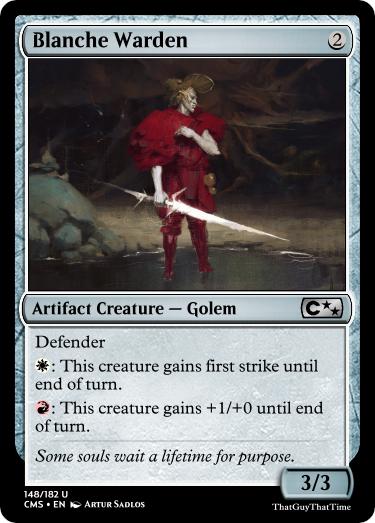 Blanche Warden 2
Artifact Creature — Golem C
Defender
: This creature gains first strike until
end of turn.
: This creature gains +1/+0 until end
of turn.
Some souls wait a lifetime for purpose.
3/3
148/182 U
CMS • EN Artur Sadlos
ThatGuyThatTime